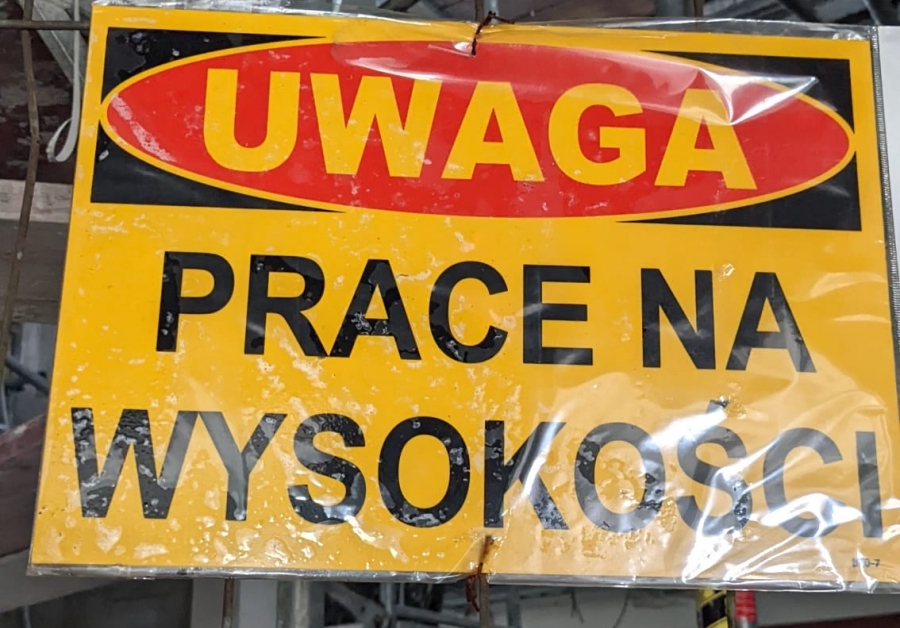 UWAGA
PRACE NA
WYSOKOŚCI